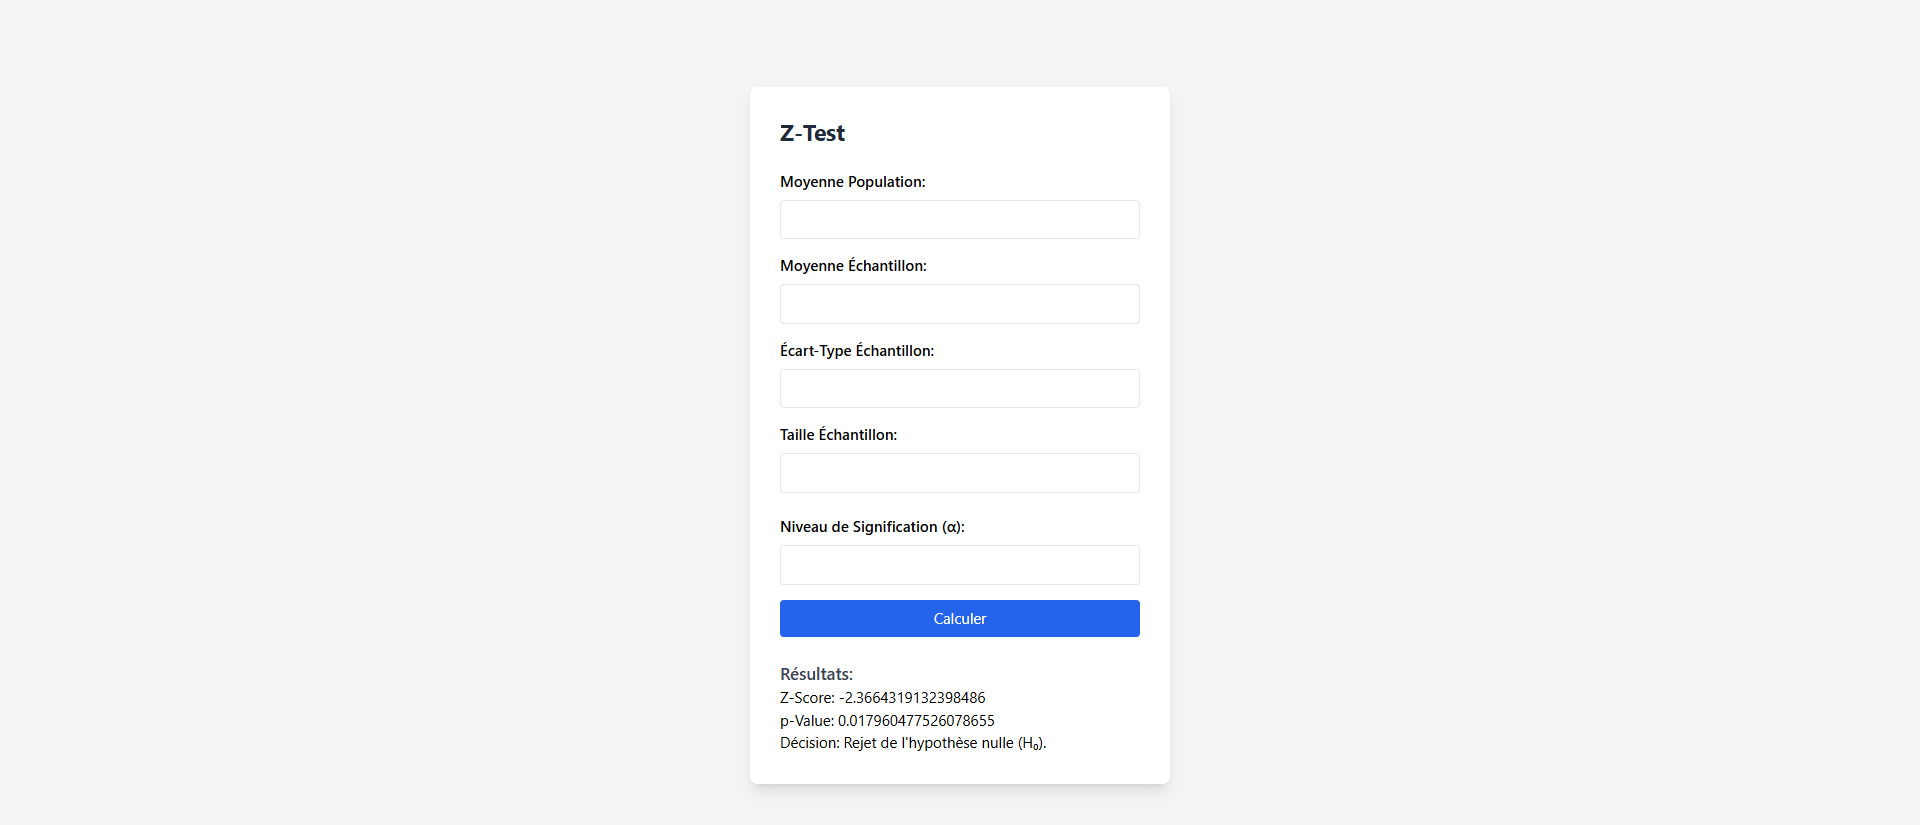 Z-Test
Moyenne Population:
Moyenne Échantillon:
Écart-Type Échantillon:
Taille Échantillon:
Niveau de Signification (α):
Calculer
Résultats:
Z-Score: -2.3664319132398486
p-Value: 0.017960477526078655
Décision: Rejet de l'hypothèse nulle (H₀).